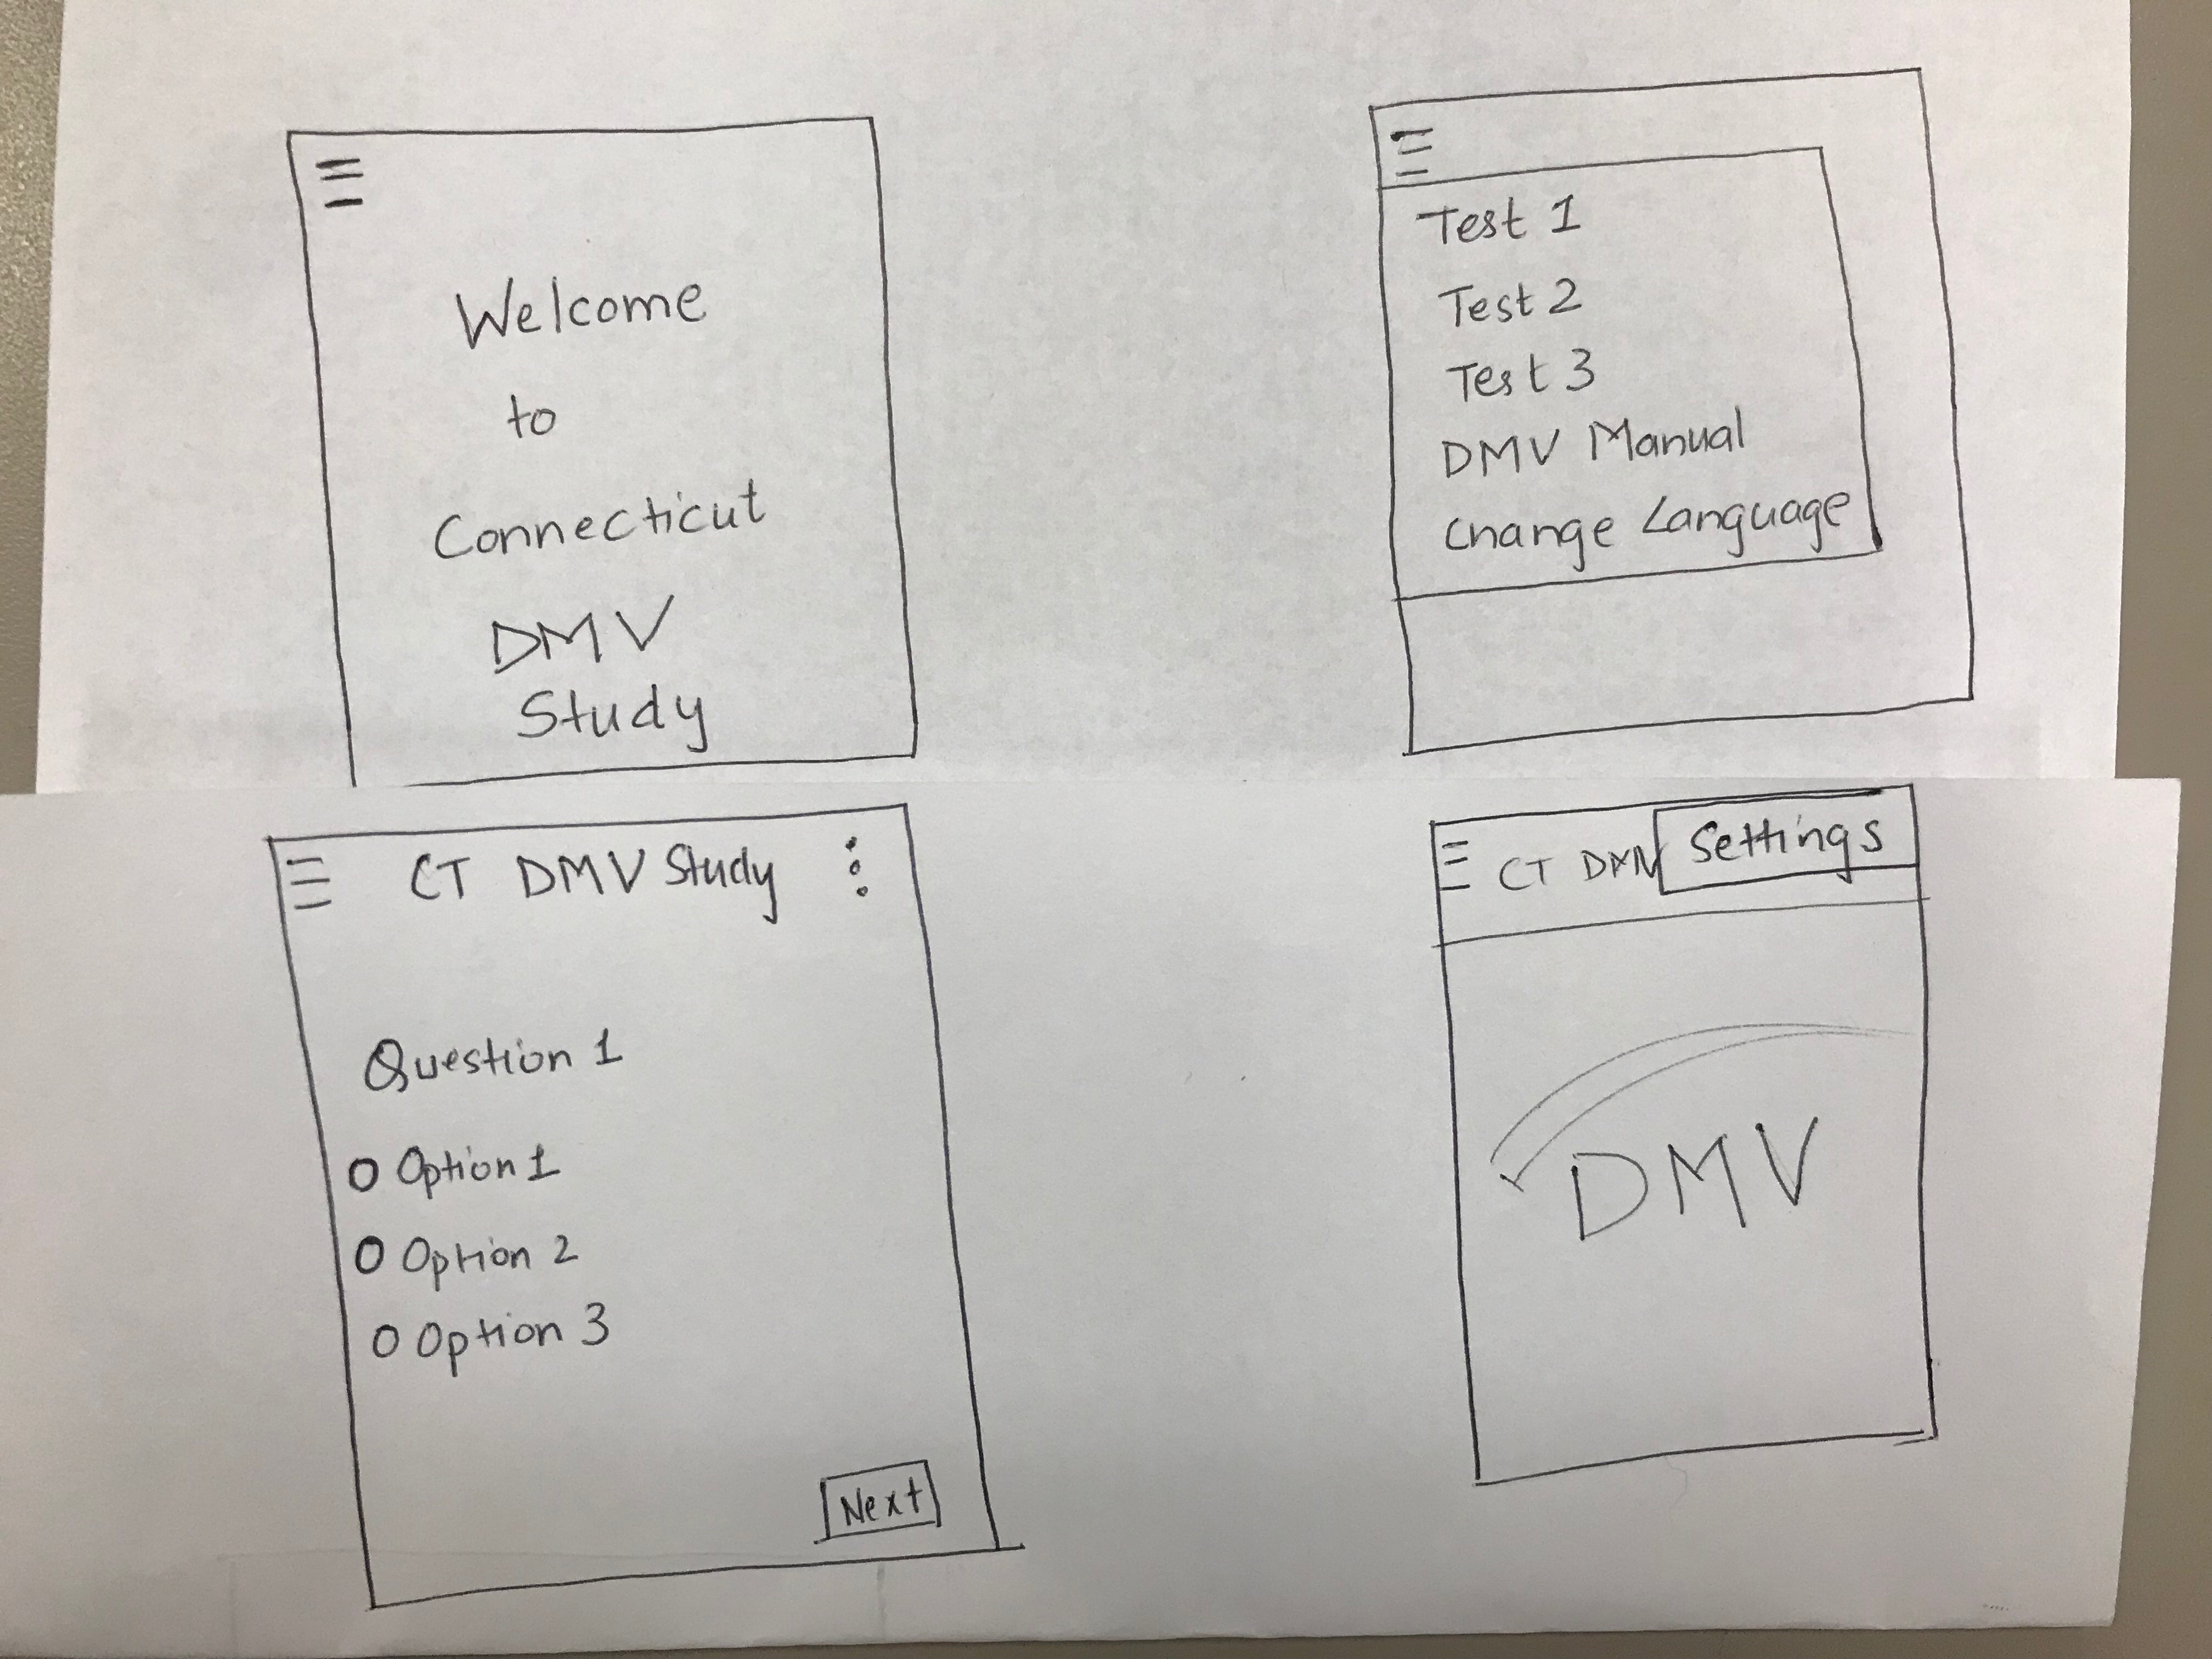 Welcome
to
Connecticut
DMV
Study
Test 1
Test 2
Test 3
DMV Manual
Change Language
CT DMV Study
Question 1
Option 1
Option 2
Option 3
Next
CT DMV
Settings
DMV